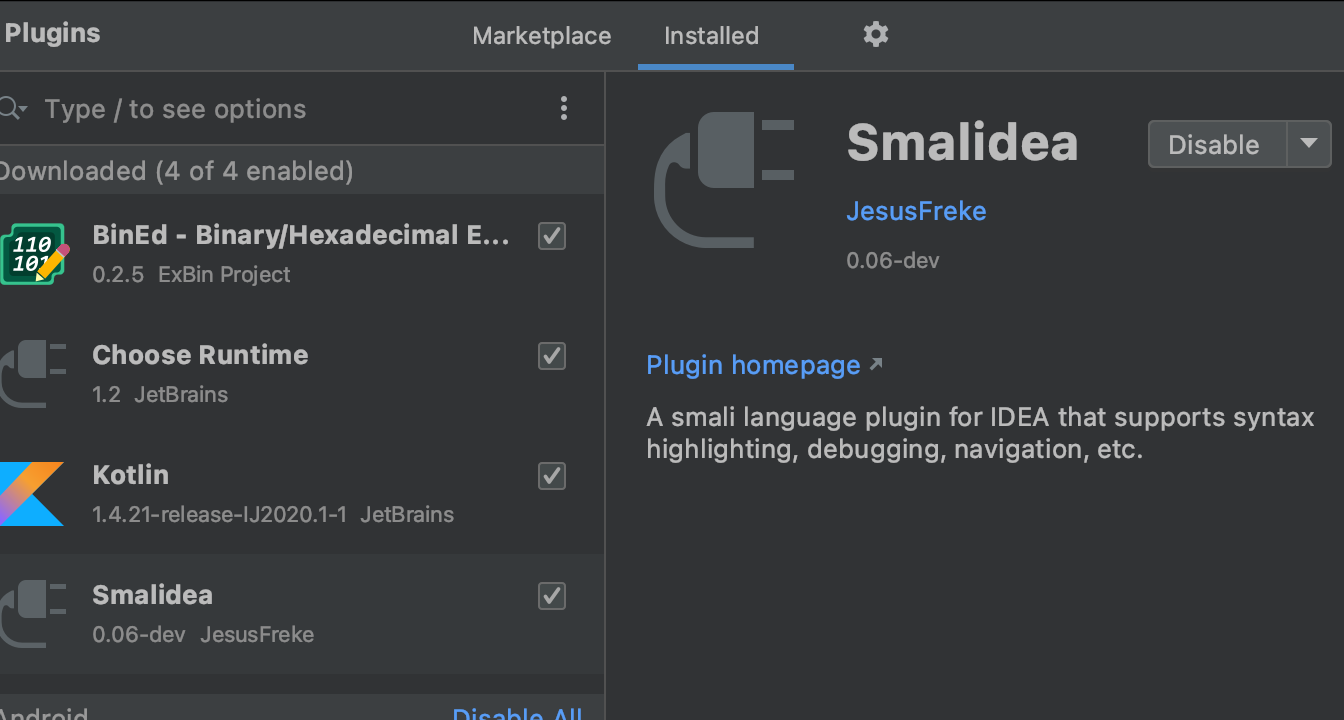 Plugins
Marketplace Installed
Type / to see options
Downloaded (4 of 4 enabled)
110
101
BinEd - Binary/Hexadecimal E...
0.2.5 ExBin Project
Choose Runtime
1.2 JetBrains
Kotlin
1.4.21-release-IJ2020.1-1 JetBrains
Smalidea
0.06-dev JesusFreke
Android Disable All
Smalidea
Disable
JesusFreke
0.06-dev
Plugin homepage
A smali language plugin for IDEA that supports syntax
highlighting, debugging, navigation, etc.